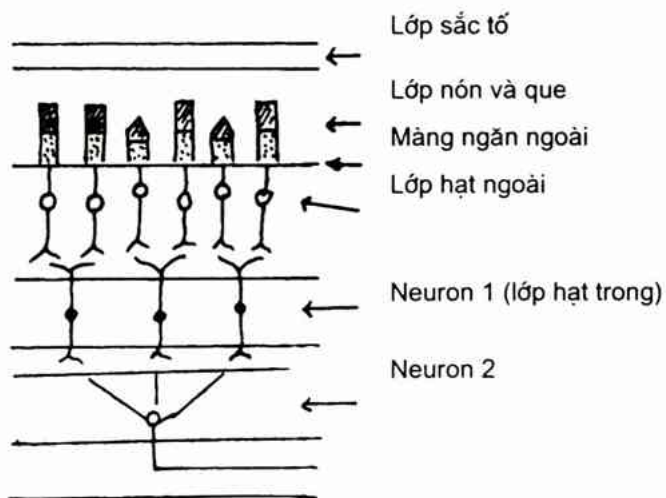 Lớp sắc tố
Lớp nón và que
Màng ngăn ngoài
Lớp hạt ngoài
Neuron 1 (lớp hạt trong)
Neuron 2